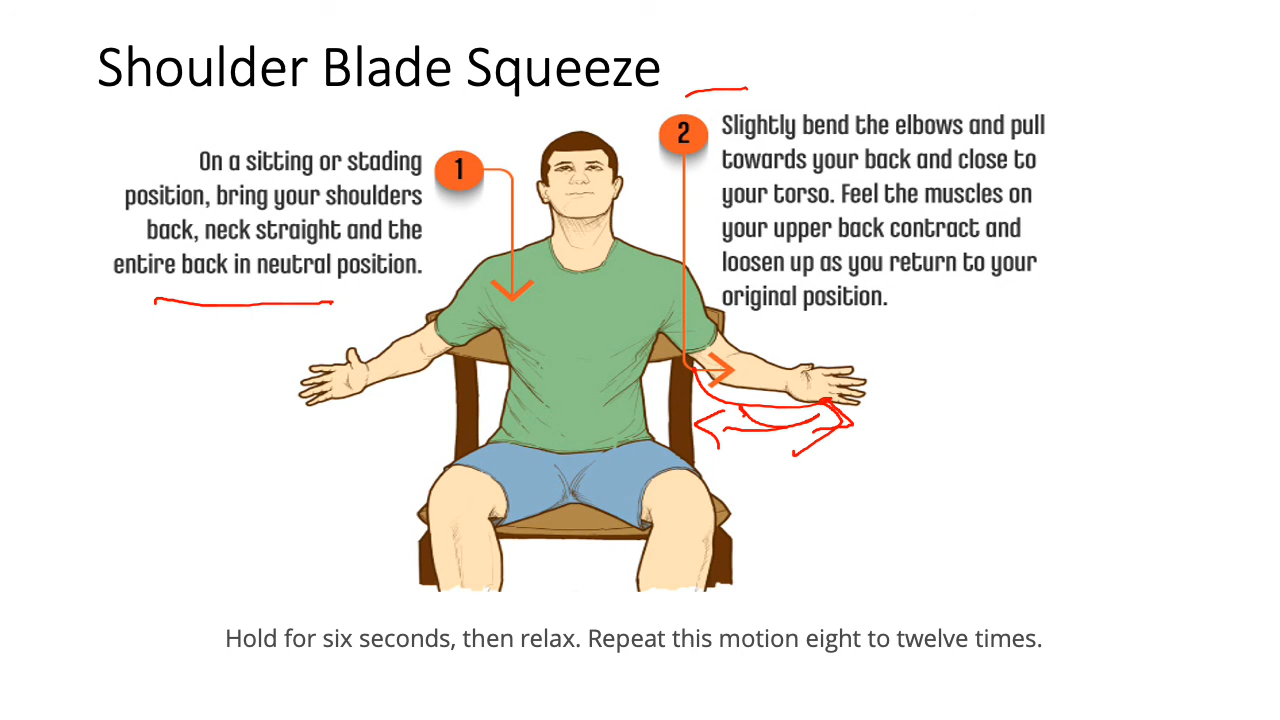 Shoulder Blade Squeeze
1
On a sitting or stading
position, bring your shoulders
back, neck straight and the
entire back in neutral position.
2
Slightly bend the elbows and pull
towards your back and close to
your torso. Feel the muscles on
your upper back contract and
loosen up as you return to your
original position.
Hold for six seconds, then relax. Repeat this motion eight to twelve times.